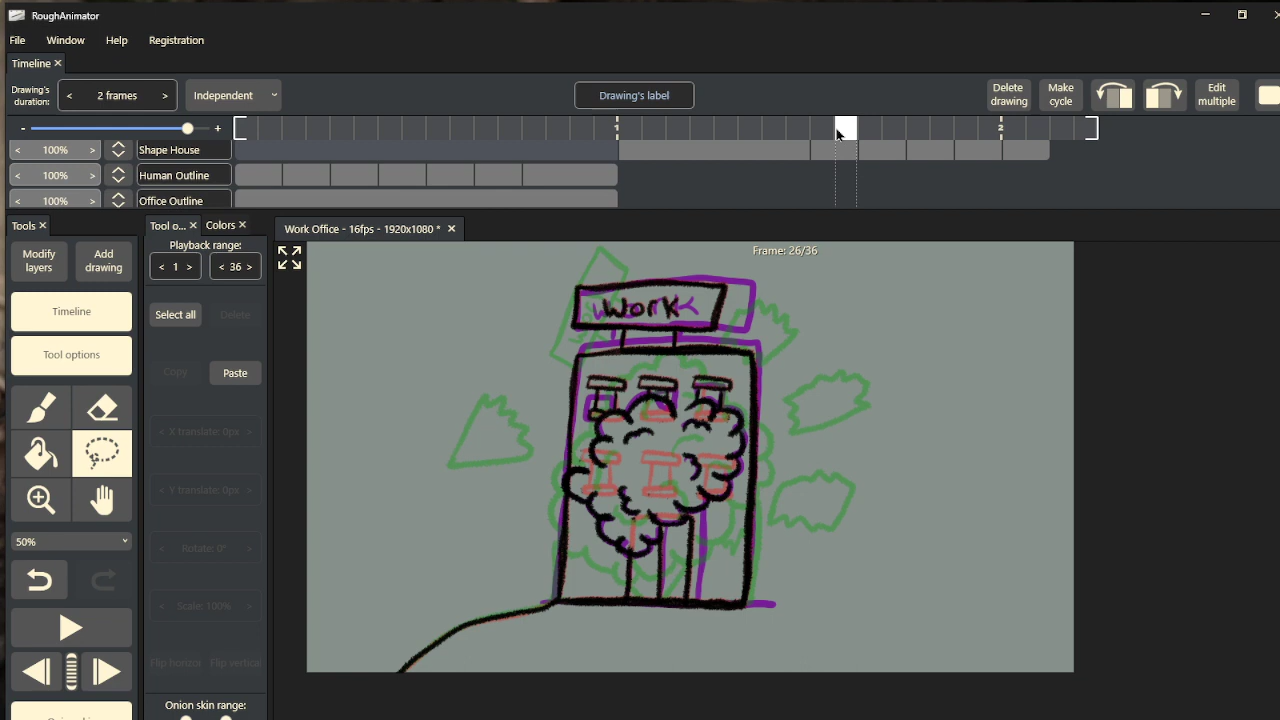 RoughAnimator
File Window Help Registration
Timeline
Drawing's duration: < 2 frames > Independent Drawing's label Delete drawing Make cycle Edit multiple
- + 1 2
< 100% > Shape House
< 100% > Human Outline
< 100% > Office Outline
Tools Tool o... Colors Work Office - 16fps - 1920x1080 *
Modify layers Add drawing Playback range: Frame: 26/36
< 1 > < 36 >
Timeline Select all Delete
Work
Tool options Copy Paste
< X translate: 0px >
< Y translate: 0px >
50% < Rotate: 0° >
< Scale: 100% >
Flip horizon Flip vertical
Onion skin range: